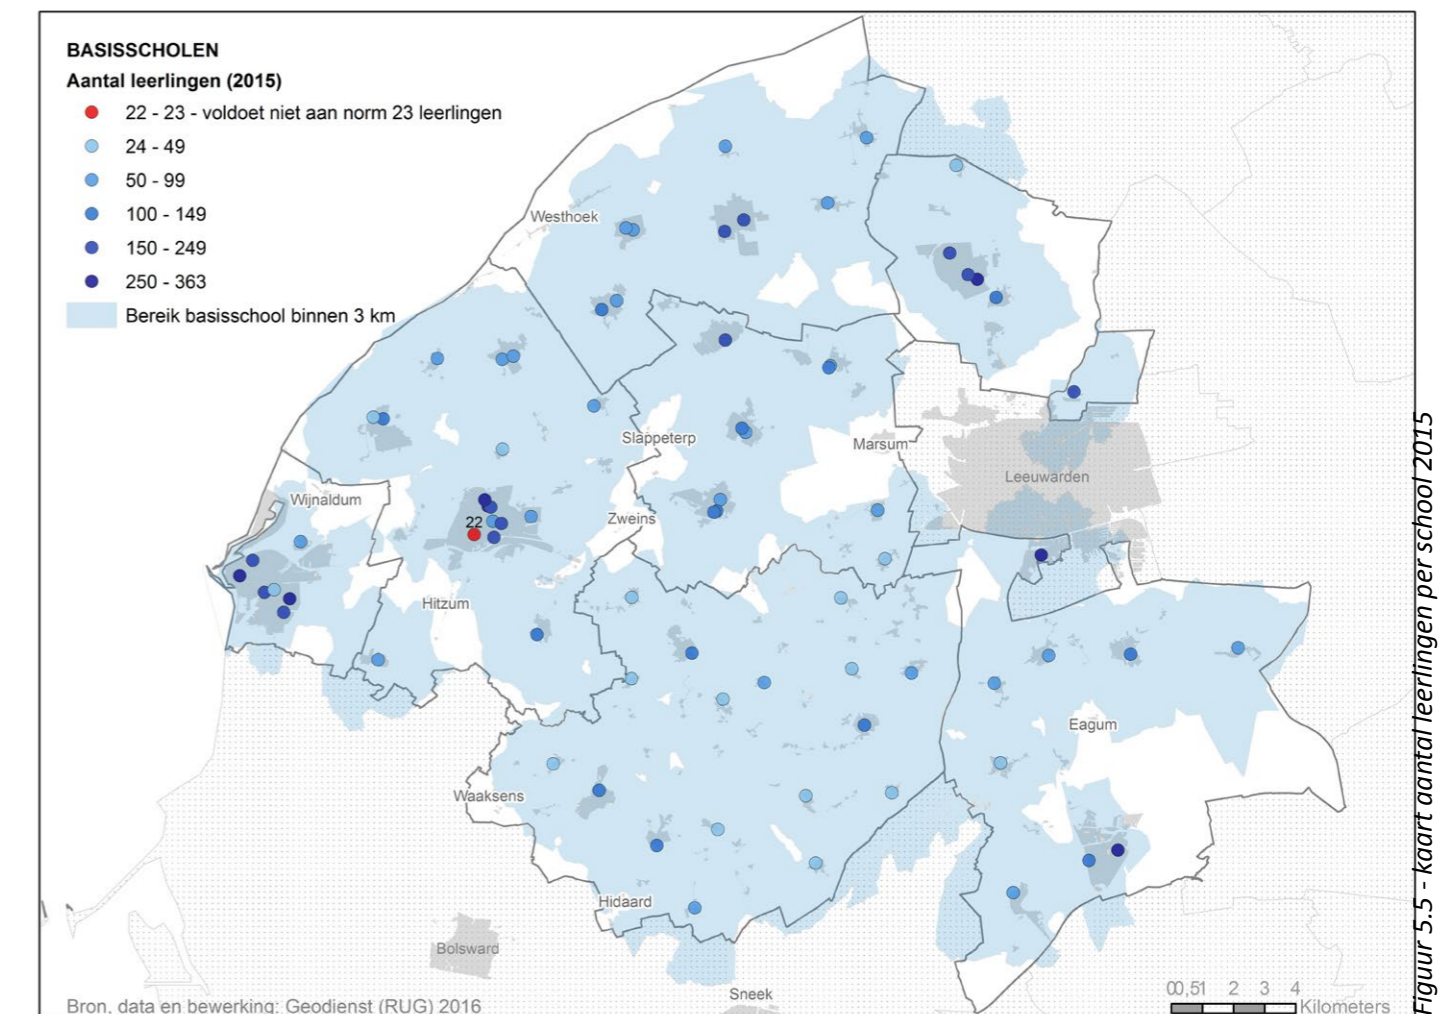 BASISSCHOLEN
Aantal leerlingen (2015)
22 - 23 - voldoet niet aan norm 23 leerlingen
24 - 49
50 - 99
100 - 149
150 - 249
250 - 363
Bereik basisschool binnen 3 km
Westhoek
Slappeterp
Marsum
Leeuwarden
Wijnaldum
Zweins
22
Hitzum
Eagum
Waaksens
Hidaard
Bolsward
Sneek
00,51 2 3 4
Kilometers
Bron, data en bewerking: Geodienst (RUG) 2016
Figuur 5.5 - kaart aantal leerlingen per school 2015